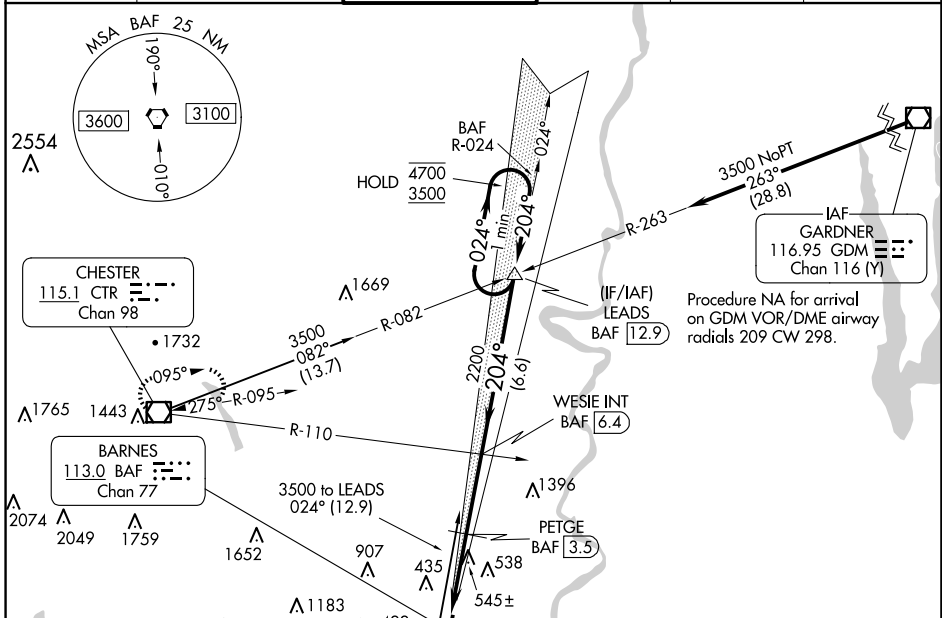 MSA BAF 25 NM
190°
3600
3100
010°
2554
BAF
R-024
024°
HOLD
4700
3500
1 min
024°
204°
3500 NoPT
263°
(28.8)
R-263
IAF
GARDNER
116.95 GDM
Chan 116 (Y)
CHESTER
115.1 CTR
Chan 98
1669
(IF/IAF)
LEADS
BAF 12.9
Procedure NA for arrival
on GDM VOR/DME airway
radials 209 CW 298.
1732
3500
082°
(13.7)
R-082
095°
275°
R-095
2200
204°
(6.6)
1765
1443
R-110
WESIE INT
BAF 6.4
BARNES
113.0 BAF
Chan 77
3500 to LEADS
024° (12.9)
1396
2074
2049
1759
1652
PETGE
BAF 3.5
907
435
538
545±
1183